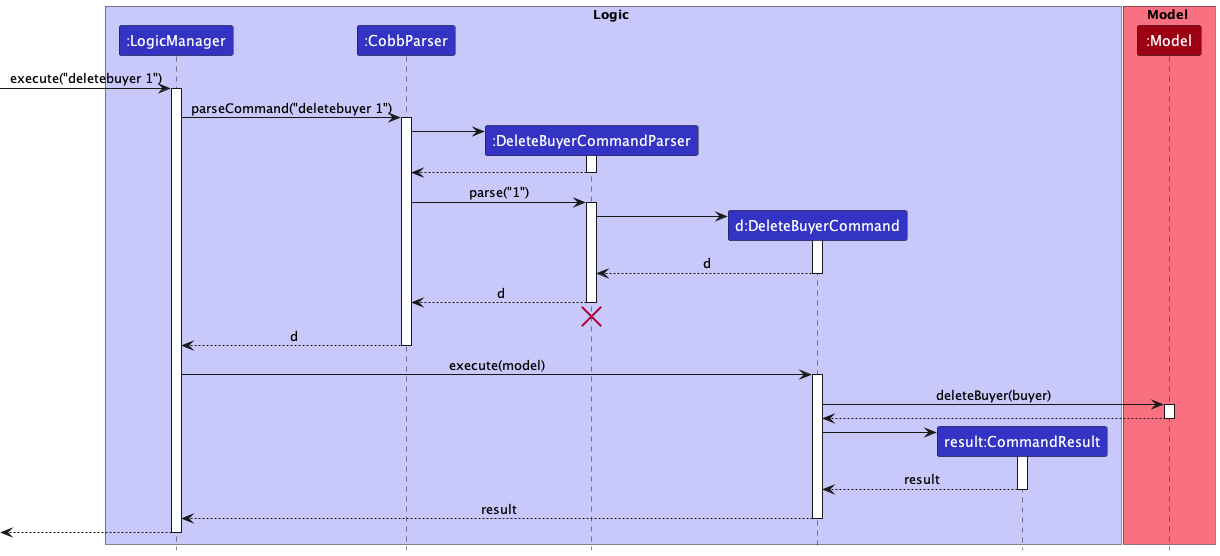 Logic
Model
:LogicManager
:CobbParser
:Model
execute("deletebuyer 1")
parseCommand("deletebuyer 1")
:DeleteBuyerCommandParser
parse("1")
d:DeleteBuyerCommand
d
d
d
execute(model)
deleteBuyer(buyer)
result:CommandResult
result
result